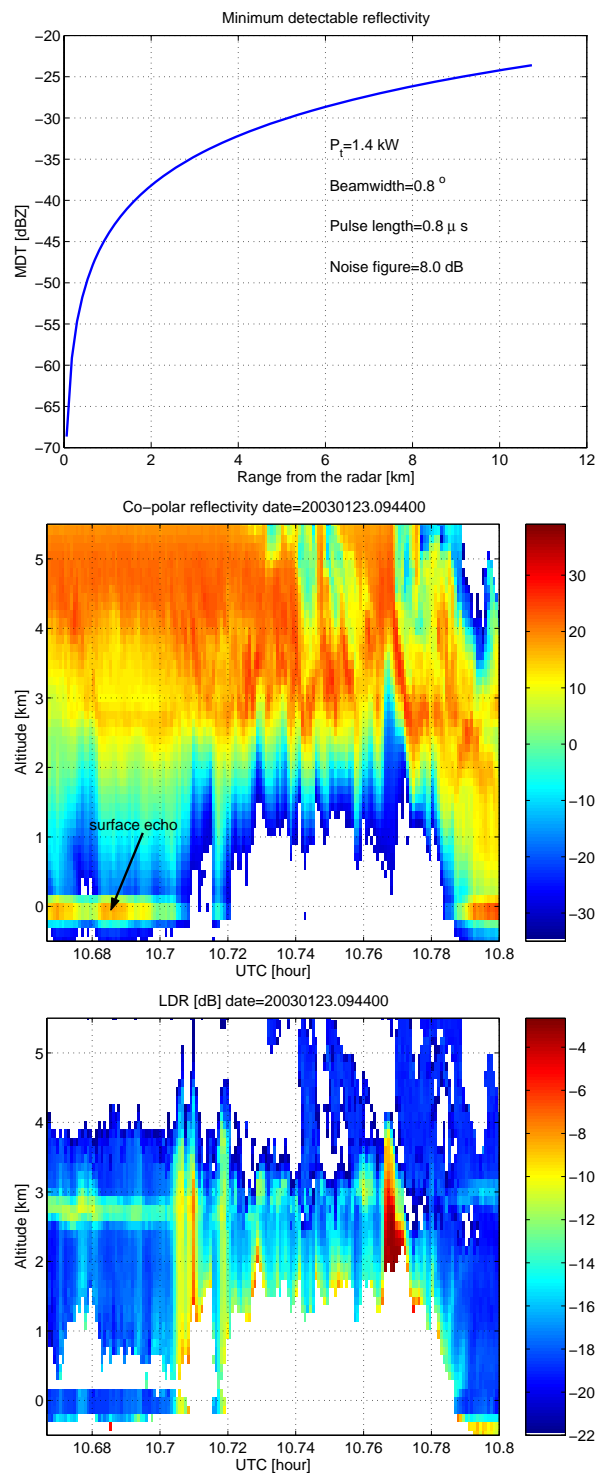 Minimum detectable reflectivity
−20
−25
−30
−35
−40
−45
−50
−55
−60
−65
−70
MDT [dBZ]
P_t=1.4 kW
Beamwidth=0.8 °
Pulse length=0.8 μ s
Noise figure=8.0 dB
0 2 4 6 8 10 12
Range from the radar [km]
Co−polar reflectivity date=20030123.094400
5
4
3
2
1
0
Altitude [km]
surface echo
10.68 10.7 10.72 10.74 10.76 10.78 10.8
UTC [hour]
30
20
10
0
−10
−20
−30
LDR [dB] date=20030123.094400
5
4
3
2
1
0
Altitude [km]
10.68 10.7 10.72 10.74 10.76 10.78 10.8
UTC [hour]
−4
−6
−8
−10
−12
−14
−16
−18
−20
−22